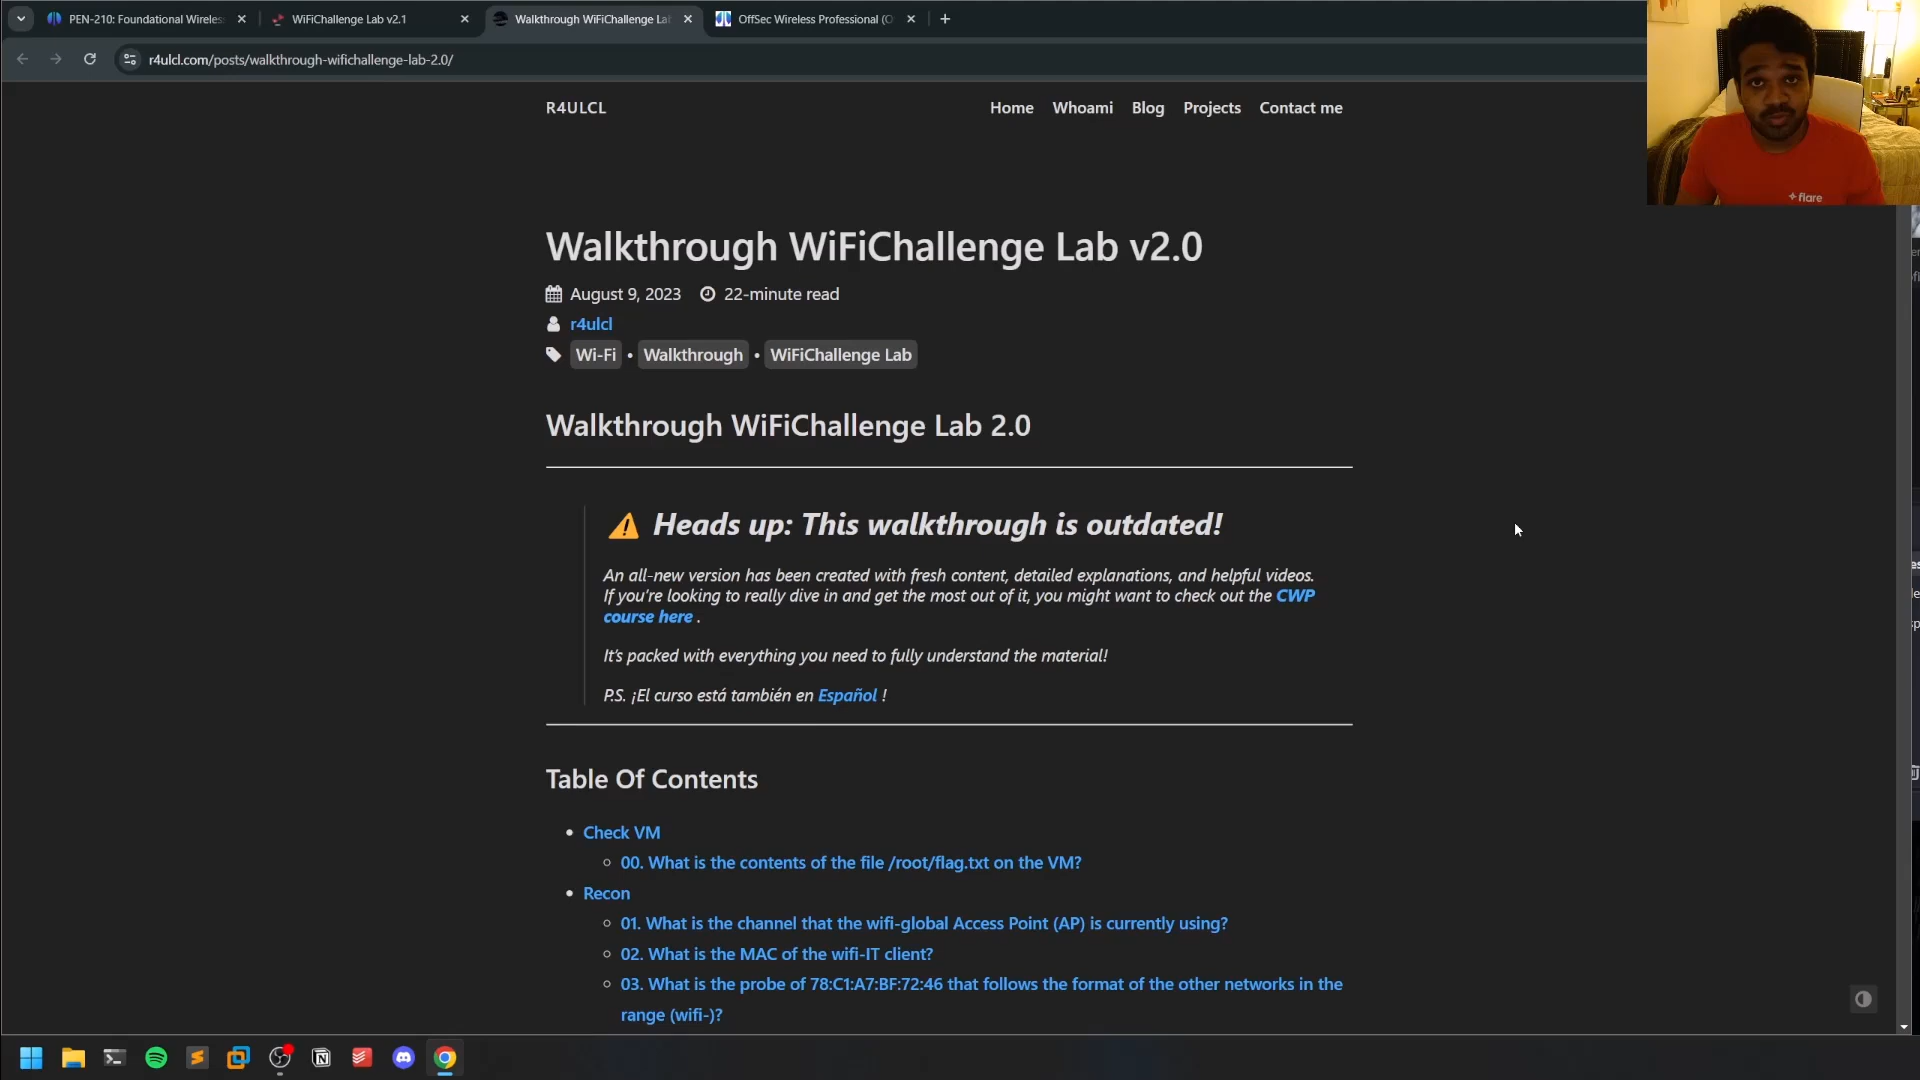 PEN-210: Foundational Wireles
WiFiChallenge Lab v2.1
Walkthrough WiFiChallenge La
OffSec Wireless Professional (O
r4ulcl.com/posts/walkthrough-wifichallenge-lab-2.0/
flare
R4ULCL
Home
Whoami
Blog
Projects
Contact me
Walkthrough WiFiChallenge Lab v2.0
August 9, 2023 22-minute read
r4ulcl
Wi-Fi • Walkthrough • WiFiChallenge Lab
Walkthrough WiFiChallenge Lab 2.0
Heads up: This walkthrough is outdated!
An all-new version has been created with fresh content, detailed explanations, and helpful videos.
If you're looking to really dive in and get the most out of it, you might want to check out the CWP
course here .
It's packed with everything you need to fully understand the material!
P.S. ¡El curso está también en Español !
Table Of Contents
• Check VM
00. What is the contents of the file /root/flag.txt on the VM?
• Recon
01. What is the channel that the wifi-global Access Point (AP) is currently using?
02. What is the MAC of the wifi-IT client?
03. What is the probe of 78:C1:A7:BF:72:46 that follows the format of the other networks in the
range (wifi-)?